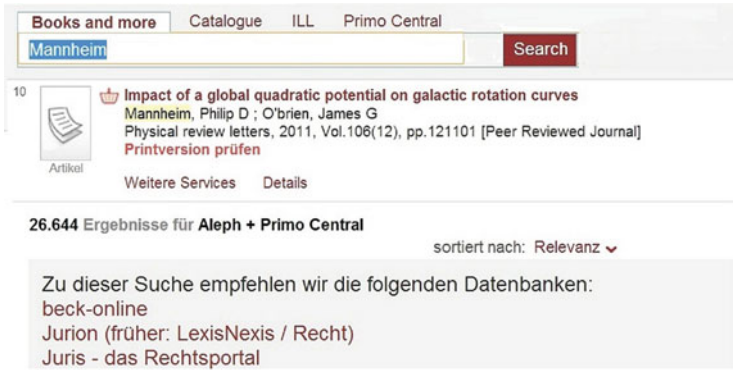 Books and more Catalogue ILL Primo Central
Mannheim Search
10 Impact of a global quadratic potential on galactic rotation curves
Mannheim, Philip D ; O'brien, James G
Physical review letters, 2011, Vol.106(12), pp.121101 [Peer Reviewed Journal]
Printversion prüfen
Artikel
Weitere Services Details
26.644 Ergebnisse für Aleph + Primo Central
sortiert nach: Relevanz
Zu dieser Suche empfehlen wir die folgenden Datenbanken:
beck-online
Jurion (früher: LexisNexis / Recht)
Juris - das Rechtsportal